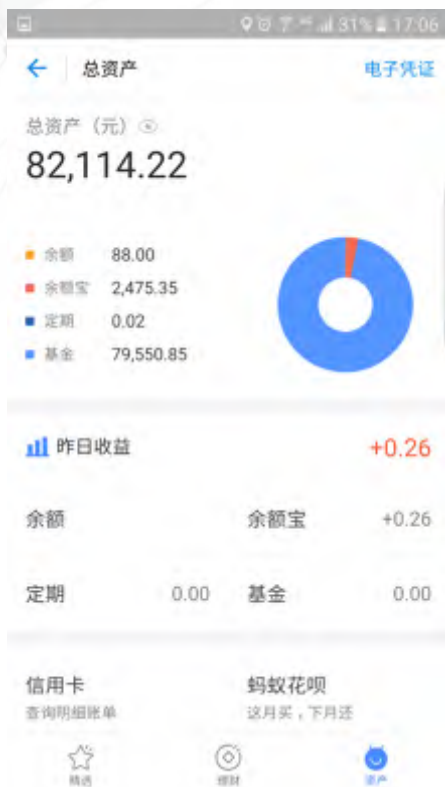 31% 17:06
总资产 电子凭证
总资产（元）
82,114.22
余额 88.00
余额宝 2,475.35
定期 0.02
基金 79,550.85
昨日收益 +0.26
余额 余额宝 +0.26
定期 0.00 基金 0.00
信用卡 蚂蚁花呗
查询明细账单 这月买，下月还
精选 理财 资产